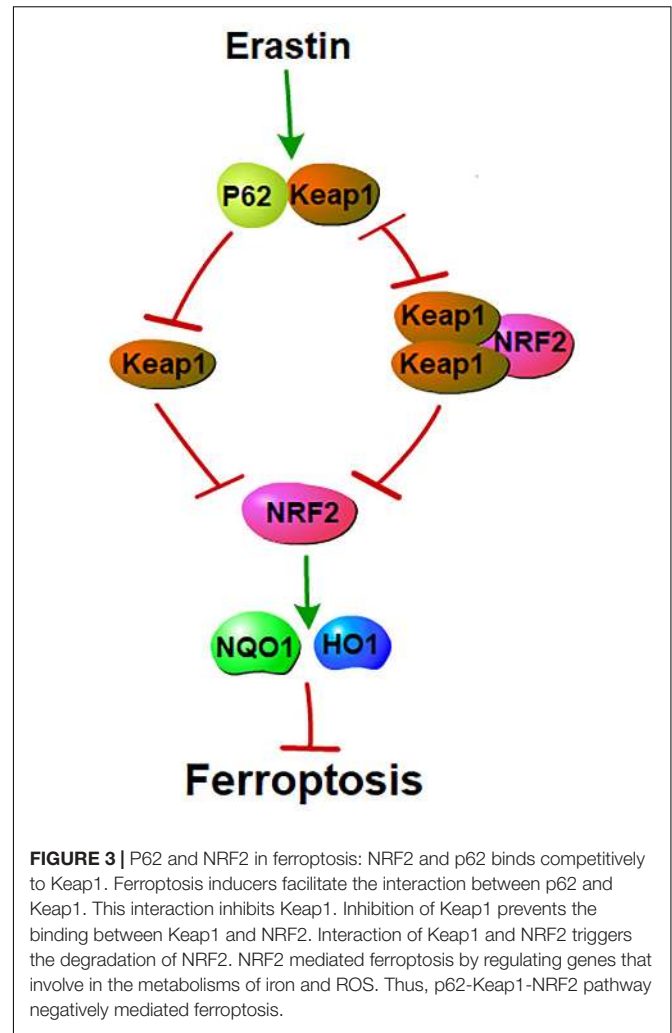 Erastin
P62 Keap1
Keap1
NRF2
Keap1
Keap1
NRF2
NQO1 HO1
Ferroptosis
FIGURE 3 | P62 and NRF2 in ferroptosis: NRF2 and p62 binds competitively
to Keap1. Ferroptosis inducers facilitate the interaction between p62 and
Keap1. This interaction inhibits Keap1. Inhibition of Keap1 prevents the
binding between Keap1 and NRF2. Interaction of Keap1 and NRF2 triggers
the degradation of NRF2. NRF2 mediated ferroptosis by regulating genes that
involve in the metabolisms of iron and ROS. Thus, p62-Keap1-NRF2 pathway
negatively mediated ferroptosis.